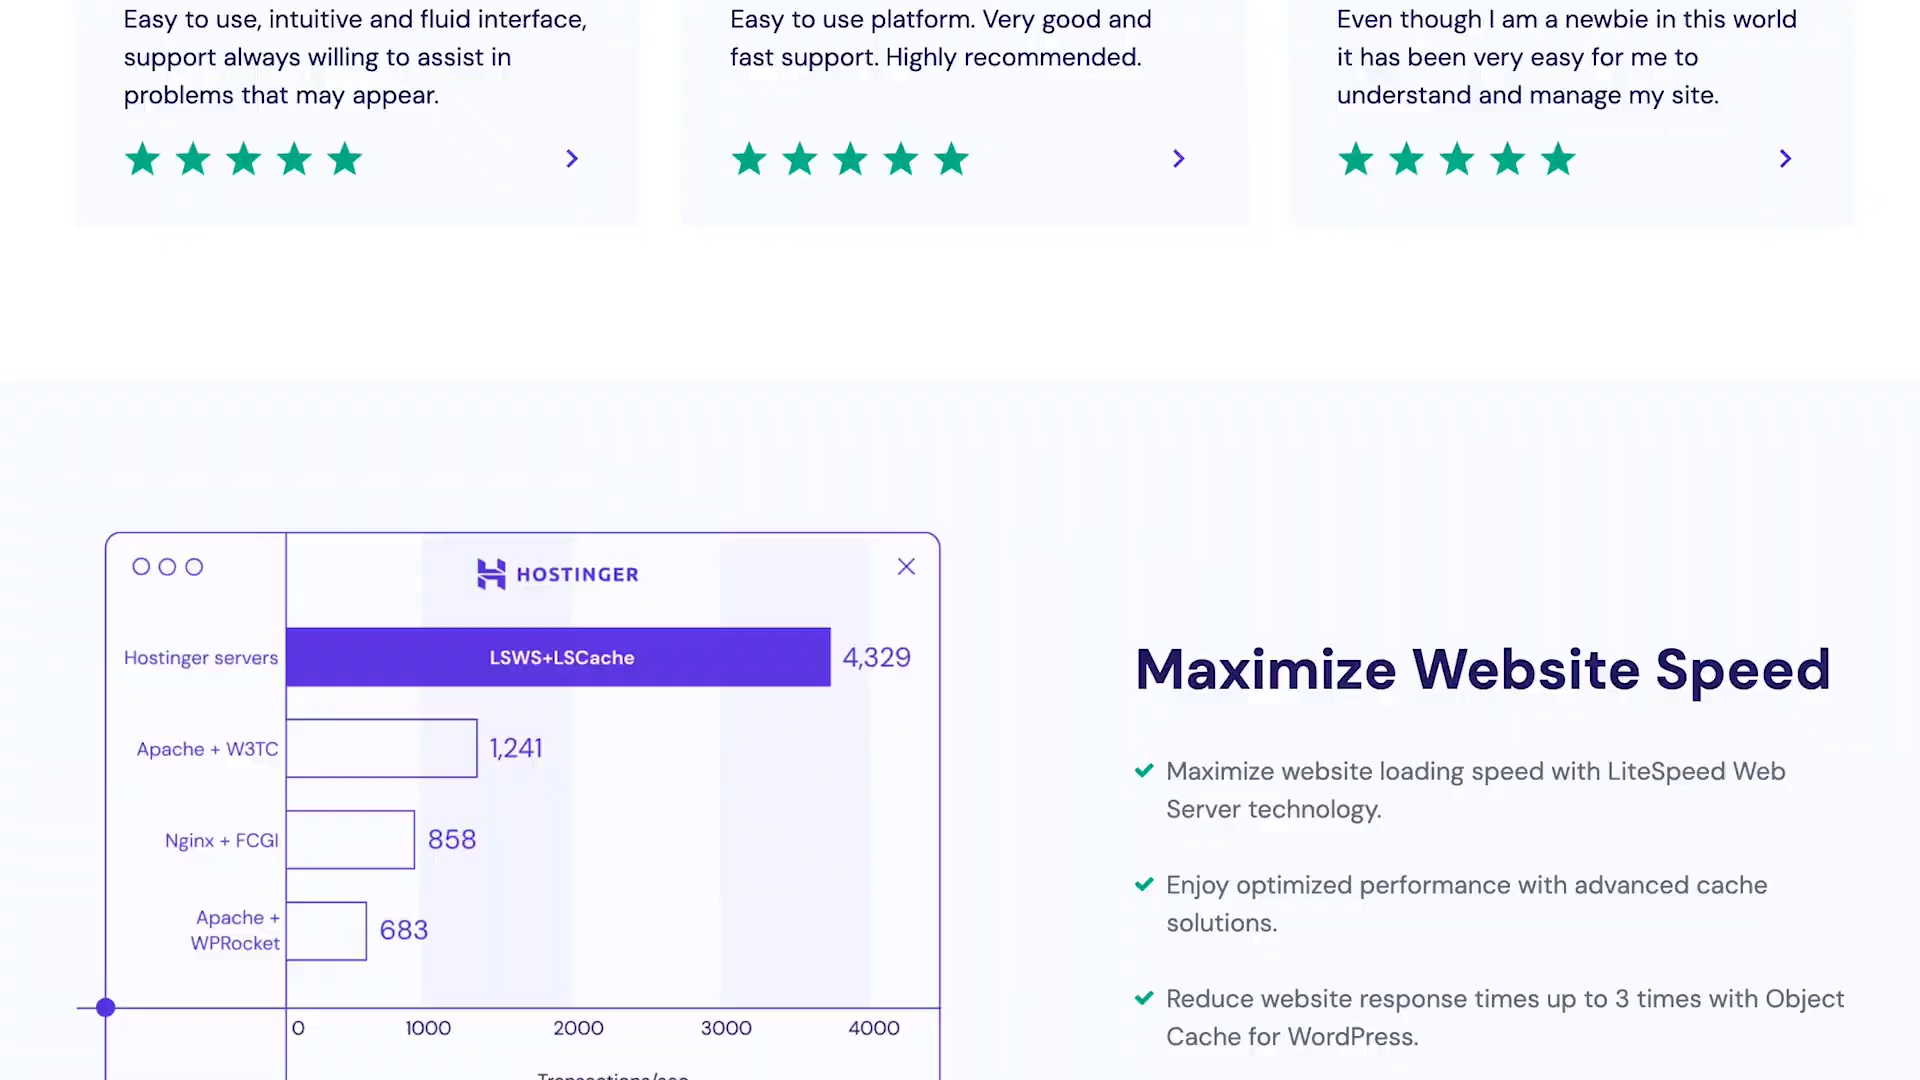 Easy to use, intuitive and fluid interface,
support always willing to assist in
problems that may appear.
Easy to use platform. Very good and
fast support. Highly recommended.
Even though I am a newbie in this world
it has been very easy for me to
understand and manage my site.
HOSTINGER
Hostinger servers
LSWS+LSCache
4,329
Apache + W3TC
1,241
Nginx + FCGI
858
Apache +
WPRocket
683
0 1000 2000 3000 4000
Transactions/sec
Maximize Website Speed
Maximize website loading speed with LiteSpeed Web
Server technology.
Enjoy optimized performance with advanced cache
solutions.
Reduce website response times up to 3 times with Object
Cache for WordPress.